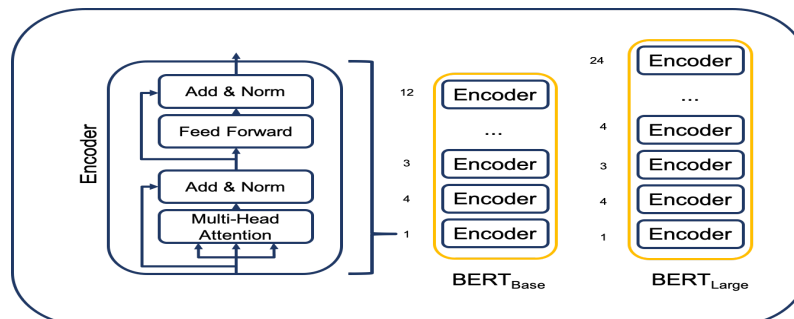 Encoder
Add & Norm
Feed Forward
Add & Norm
Multi-Head
Attention
12
Encoder
...
3
Encoder
4
Encoder
1
Encoder
BERTBase
24
Encoder
...
4
Encoder
3
Encoder
4
Encoder
1
Encoder
BERTLarge